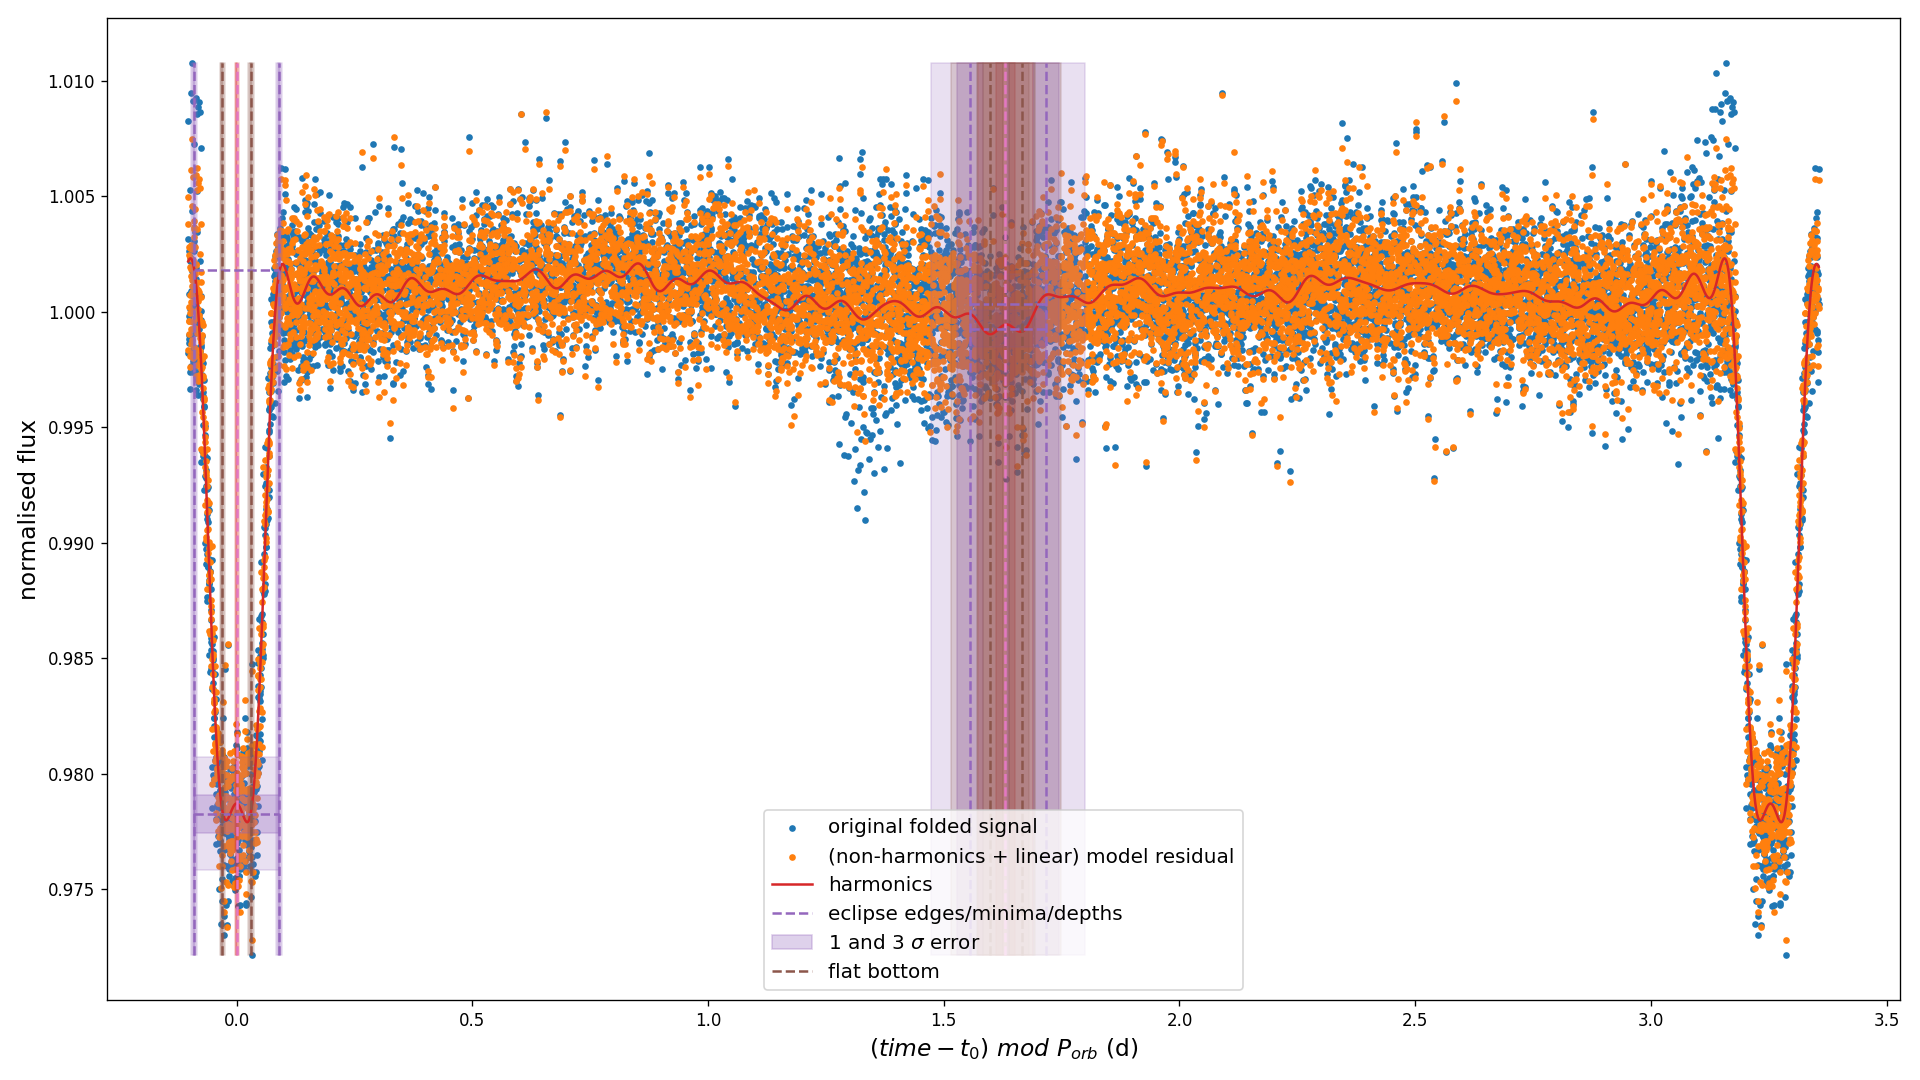 1.010
1.005
1.000
0.995
0.990
0.985
0.980
0.975
normalised flux
original folded signal
(non-harmonics + linear) model residual
harmonics
eclipse edges/minima/depths
1 and 3 σ error
flat bottom
0.0 0.5 1.0 1.5 2.0 2.5 3.0 3.5
(time − t₀) mod Pₒᵣb (d)